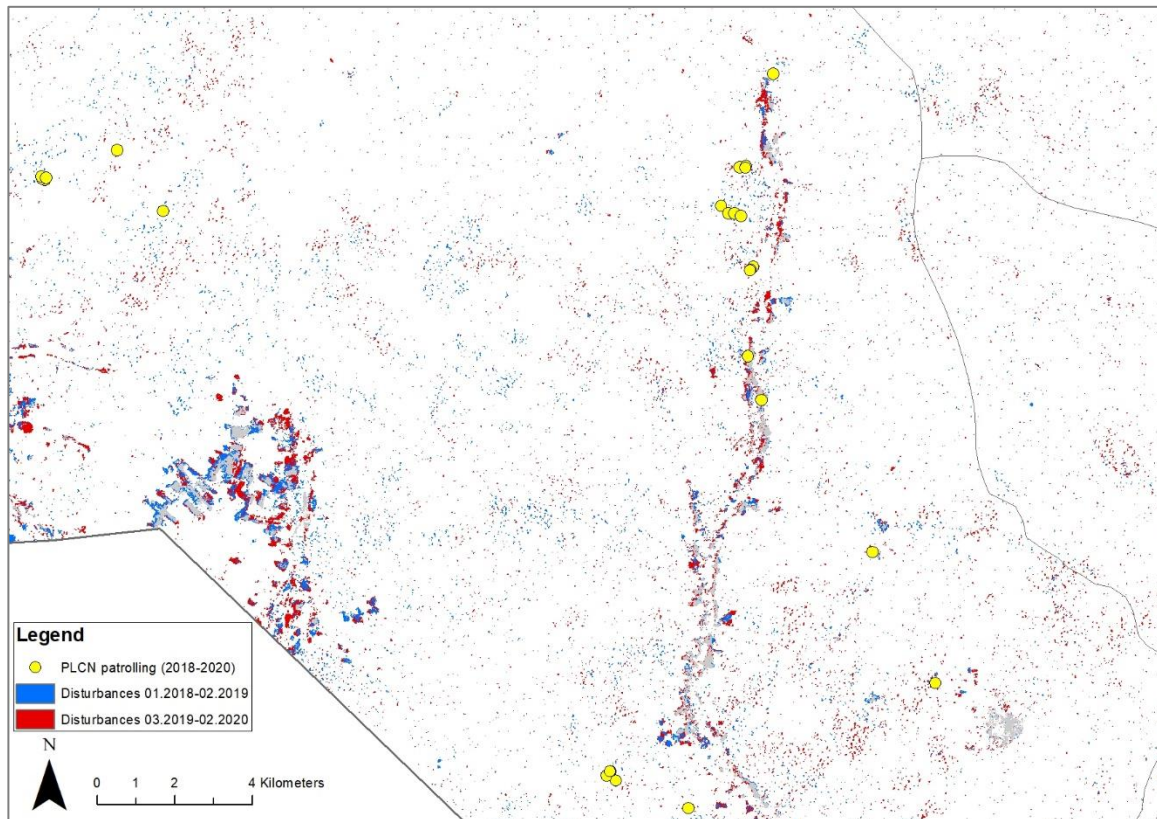 Legend
PLCN patrolling (2018-2020)
Disturbances 01.2018-02.2019
Disturbances 03.2019-02.2020
N
0 1 2 4 Kilometers